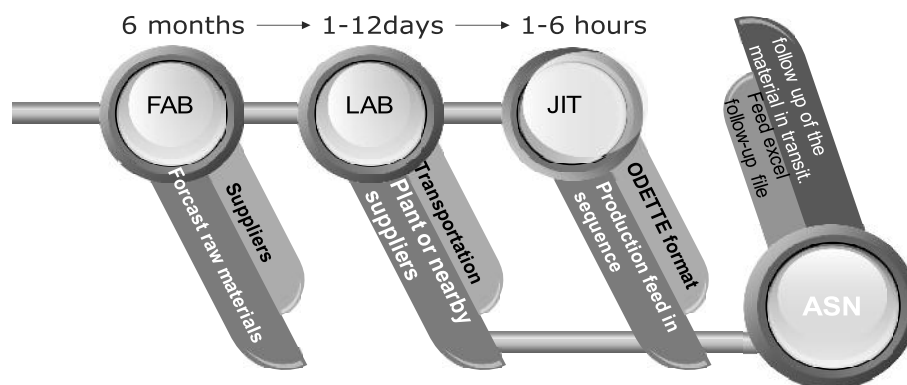 6 months → 1-12days → 1-6 hours
FAB
LAB
JIT
ASN
Forcast raw materials
Suppliers
Plant or nearby
suppliers
Transportation
Production feed in
sequence
ODETTE format
follow up of the
material in transit.
Feed excel
follow-up file